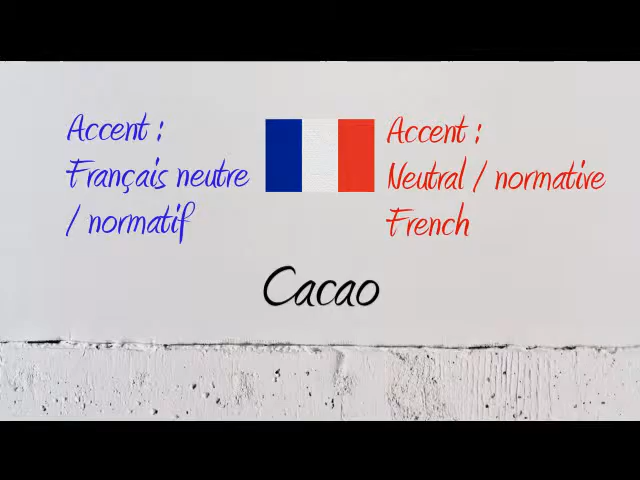 Accent :
Français neutre
/ normatif
Accent :
Neutral / normative
French
Cacao